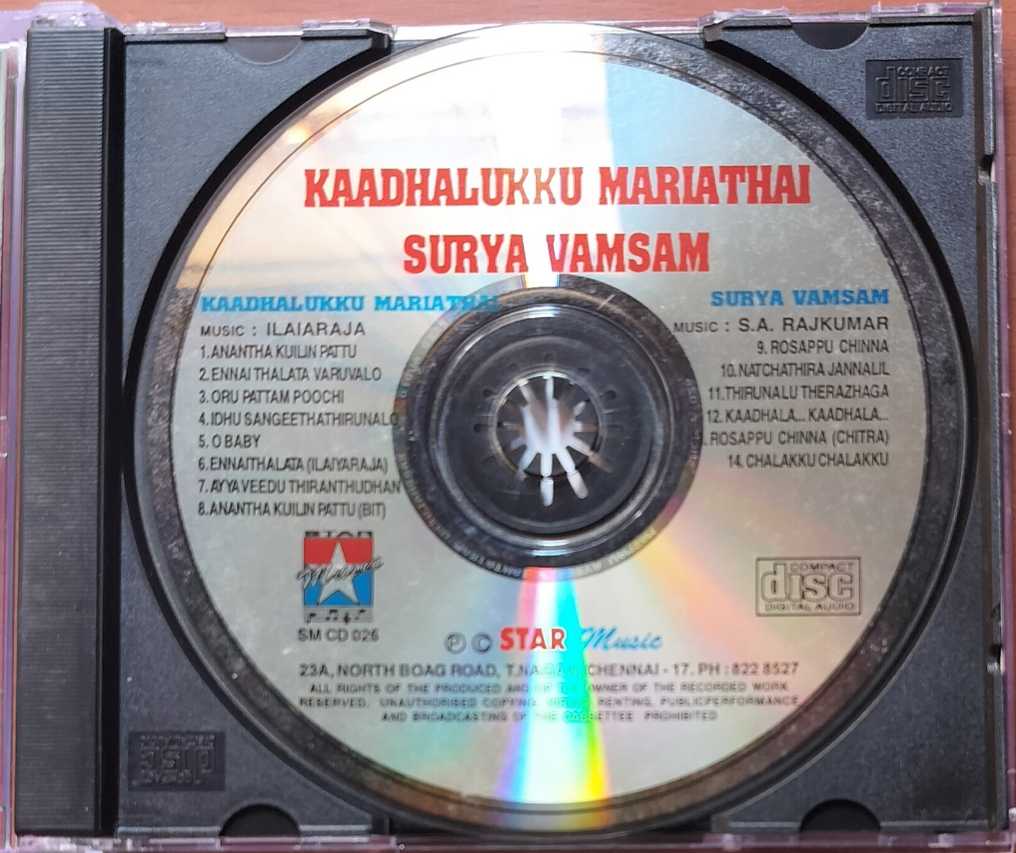 COMPACT
disc
DIGITAL AUDIO
KAADHALUKKU MARIATHAI
SURYA VAMSAM
KAADHALUKKU MARIATHAI
MUSIC : ILAIARAJA
1.ANANTHA KUILIN PATTU
2.ENNAI THALATA VARUVALO
3. ORU PATTAM POOCHI
4.IDHU SANGEETHATHIRUNALO
5. O BABY
6.ENNAITHALATA (ILAIYARAJA)
7.AYYA VEEDU THIRANTHUDHAN
8.ANANTHA KUILIN PATTU (BIT)
SURYA VAMSAM
MUSIC : S.A. RAJKUMAR
9. ROSAPPU CHINNA
10. NATCHATHIRA JANNALIL
11.THIRUNALU THERAZHAGA
12. KAADHALA... KAADHALA...
. ROSAPPU CHINNA (CHITRA)
14. CHALAKKU CHALAKKU
STAR
Music
SM CD 026
COMPACT
disc
DIGITAL AUDIO
P C STAR Music
23A, NORTH BOAG ROAD, CHENNAI - 17. PH : 822 8527
ALL RIGHTS OF THE PRODUCED OWNER OF THE RECORDED WORK
RESERVED. UNAUTHORISED COPYING, RENTING, PUBLICPERFORMANCE
AND BROADCASTING OF THE CASSETTEE PROHIBITED